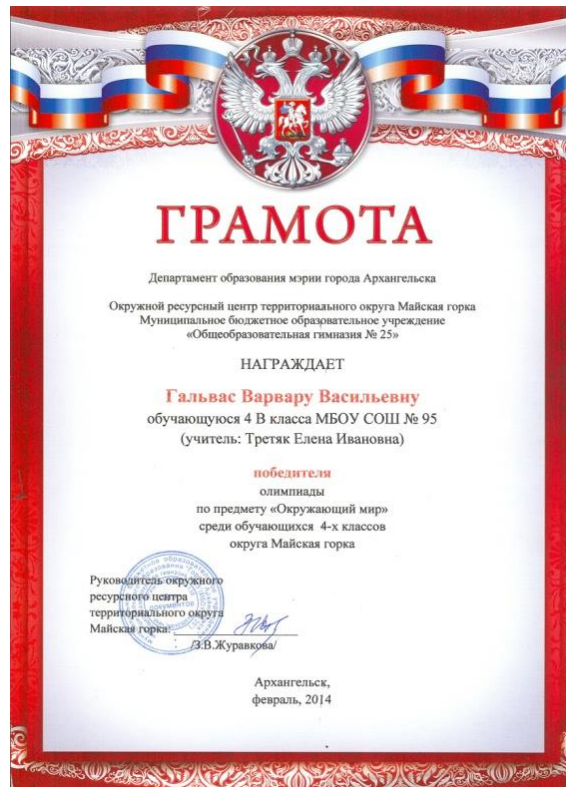 ГРАМОТА
Департамент образования мэрии города Архангельска
Окружной ресурсный центр территориального округа Майская горка
Муниципальное бюджетное образовательное учреждение
«Общеобразовательная гимназия № 25»
НАГРАЖДАЕТ
Гальвас Варвару Васильевну
обучающуюся 4 В класса МБОУ СОШ № 95
(учитель: Третяк Елена Ивановна)
победителя
олимпиады
по предмету «Окружающий мир»
среди обучающихся 4-х классов
округа Майская горка
Руководитель окружного
ресурсного центра
территориального округа
Майская горка:
/З.В.Журавкова/
документов
Архангельск,
февраль, 2014